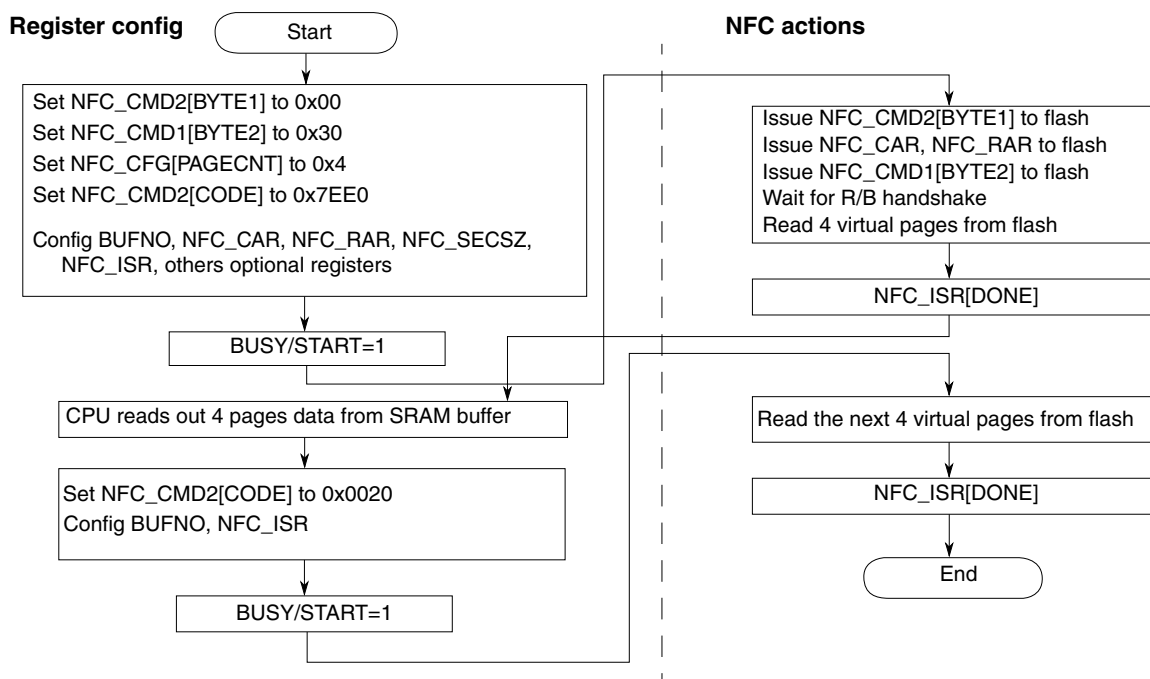 Register config
Start
NFC actions
Set NFC_CMD2[BYTE1] to 0x00
Set NFC_CMD1[BYTE2] to 0x30
Set NFC_CFG[PAGECNT] to 0x4
Set NFC_CMD2[CODE] to 0x7EE0
Config BUFNO, NFC_CAR, NFC_RAR, NFC_SECSZ,
NFC_ISR, others optional registers
BUSY/START=1
Issue NFC_CMD2[BYTE1] to flash
Issue NFC_CAR, NFC_RAR to flash
Issue NFC_CMD1[BYTE2] to flash
Wait for R/B handshake
Read 4 virtual pages from flash
NFC_ISR[DONE]
CPU reads out 4 pages data from SRAM buffer
Set NFC_CMD2[CODE] to 0x0020
Config BUFNO, NFC_ISR
BUSY/START=1
Read the next 4 virtual pages from flash
NFC_ISR[DONE]
End